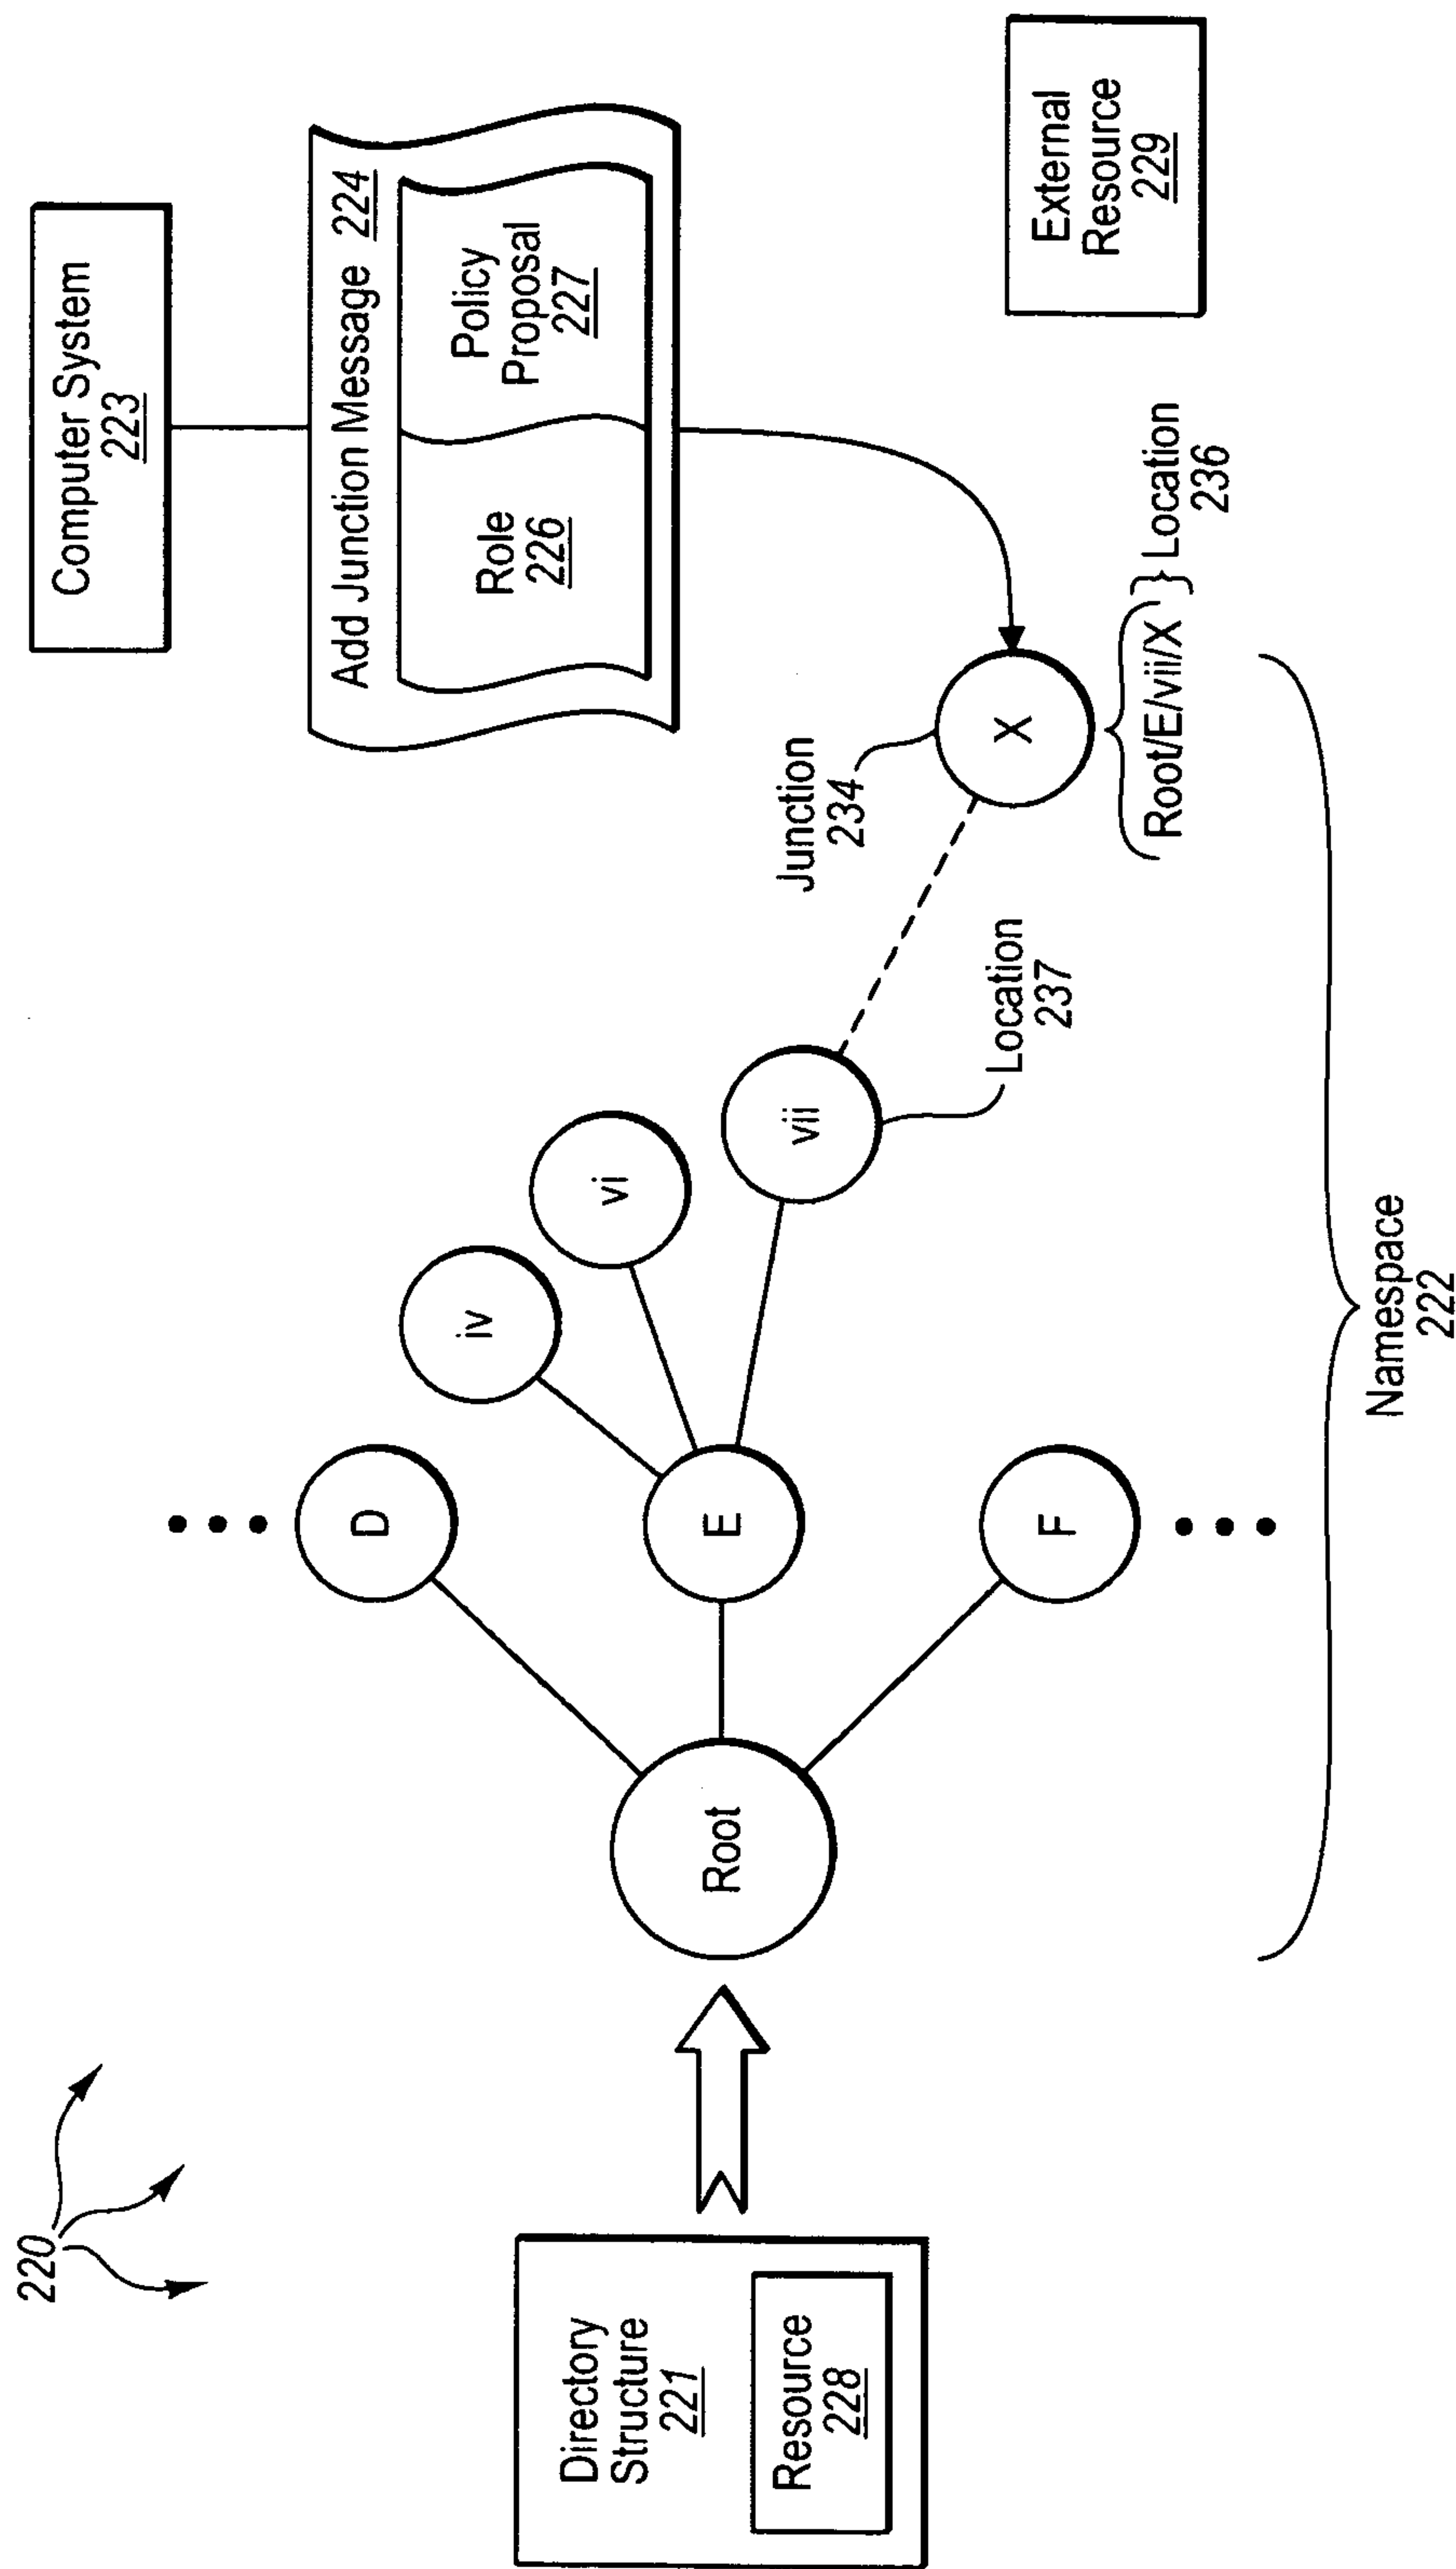 220
Computer System
223
Add Junction Message 224
Role
226
Policy
Proposal
227
Directory
Structure
221
Resource
228
Root
D
E
F
iv
vi
vii
Location
237
Junction
234
X
Root/E/vii/X
Location
236
External
Resource
229
Namespace
222